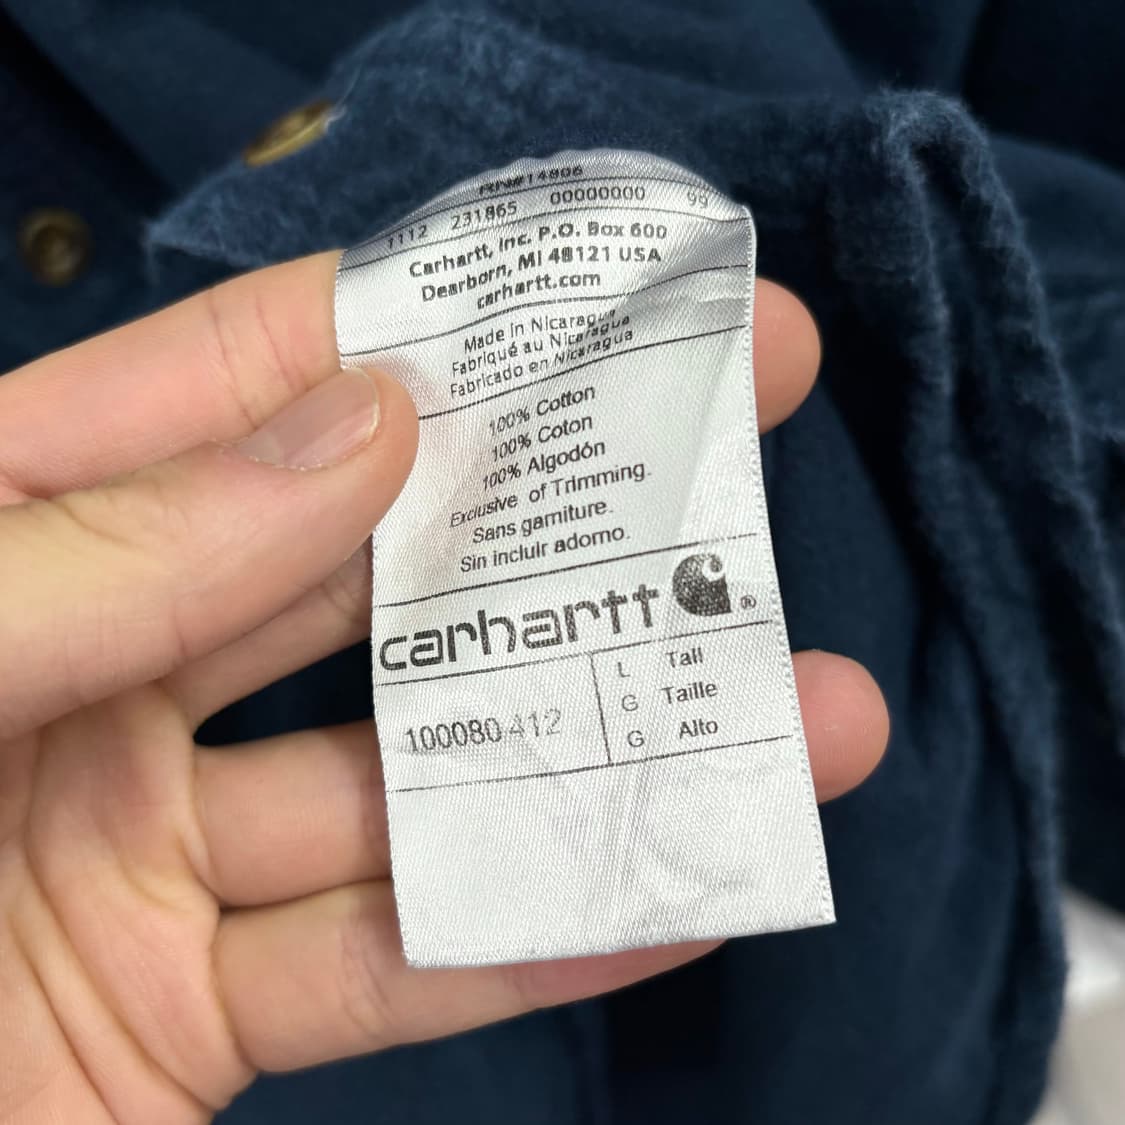 RN#14806
1112 231865 00000000 99
Carhartt, Inc. P.O. Box 600
Dearborn, MI 48121 USA
carhartt.com
Made in Nicaragua
Fabriqué au Nicaragua
Fabricado en Nicaragua
100% Cotton
100% Coton
100% Algodón
Exclusive of Trimming.
Sans garniture.
Sin incluir adorno.
carhartt ®
100080 412
L Tall
G Taille
G Alto